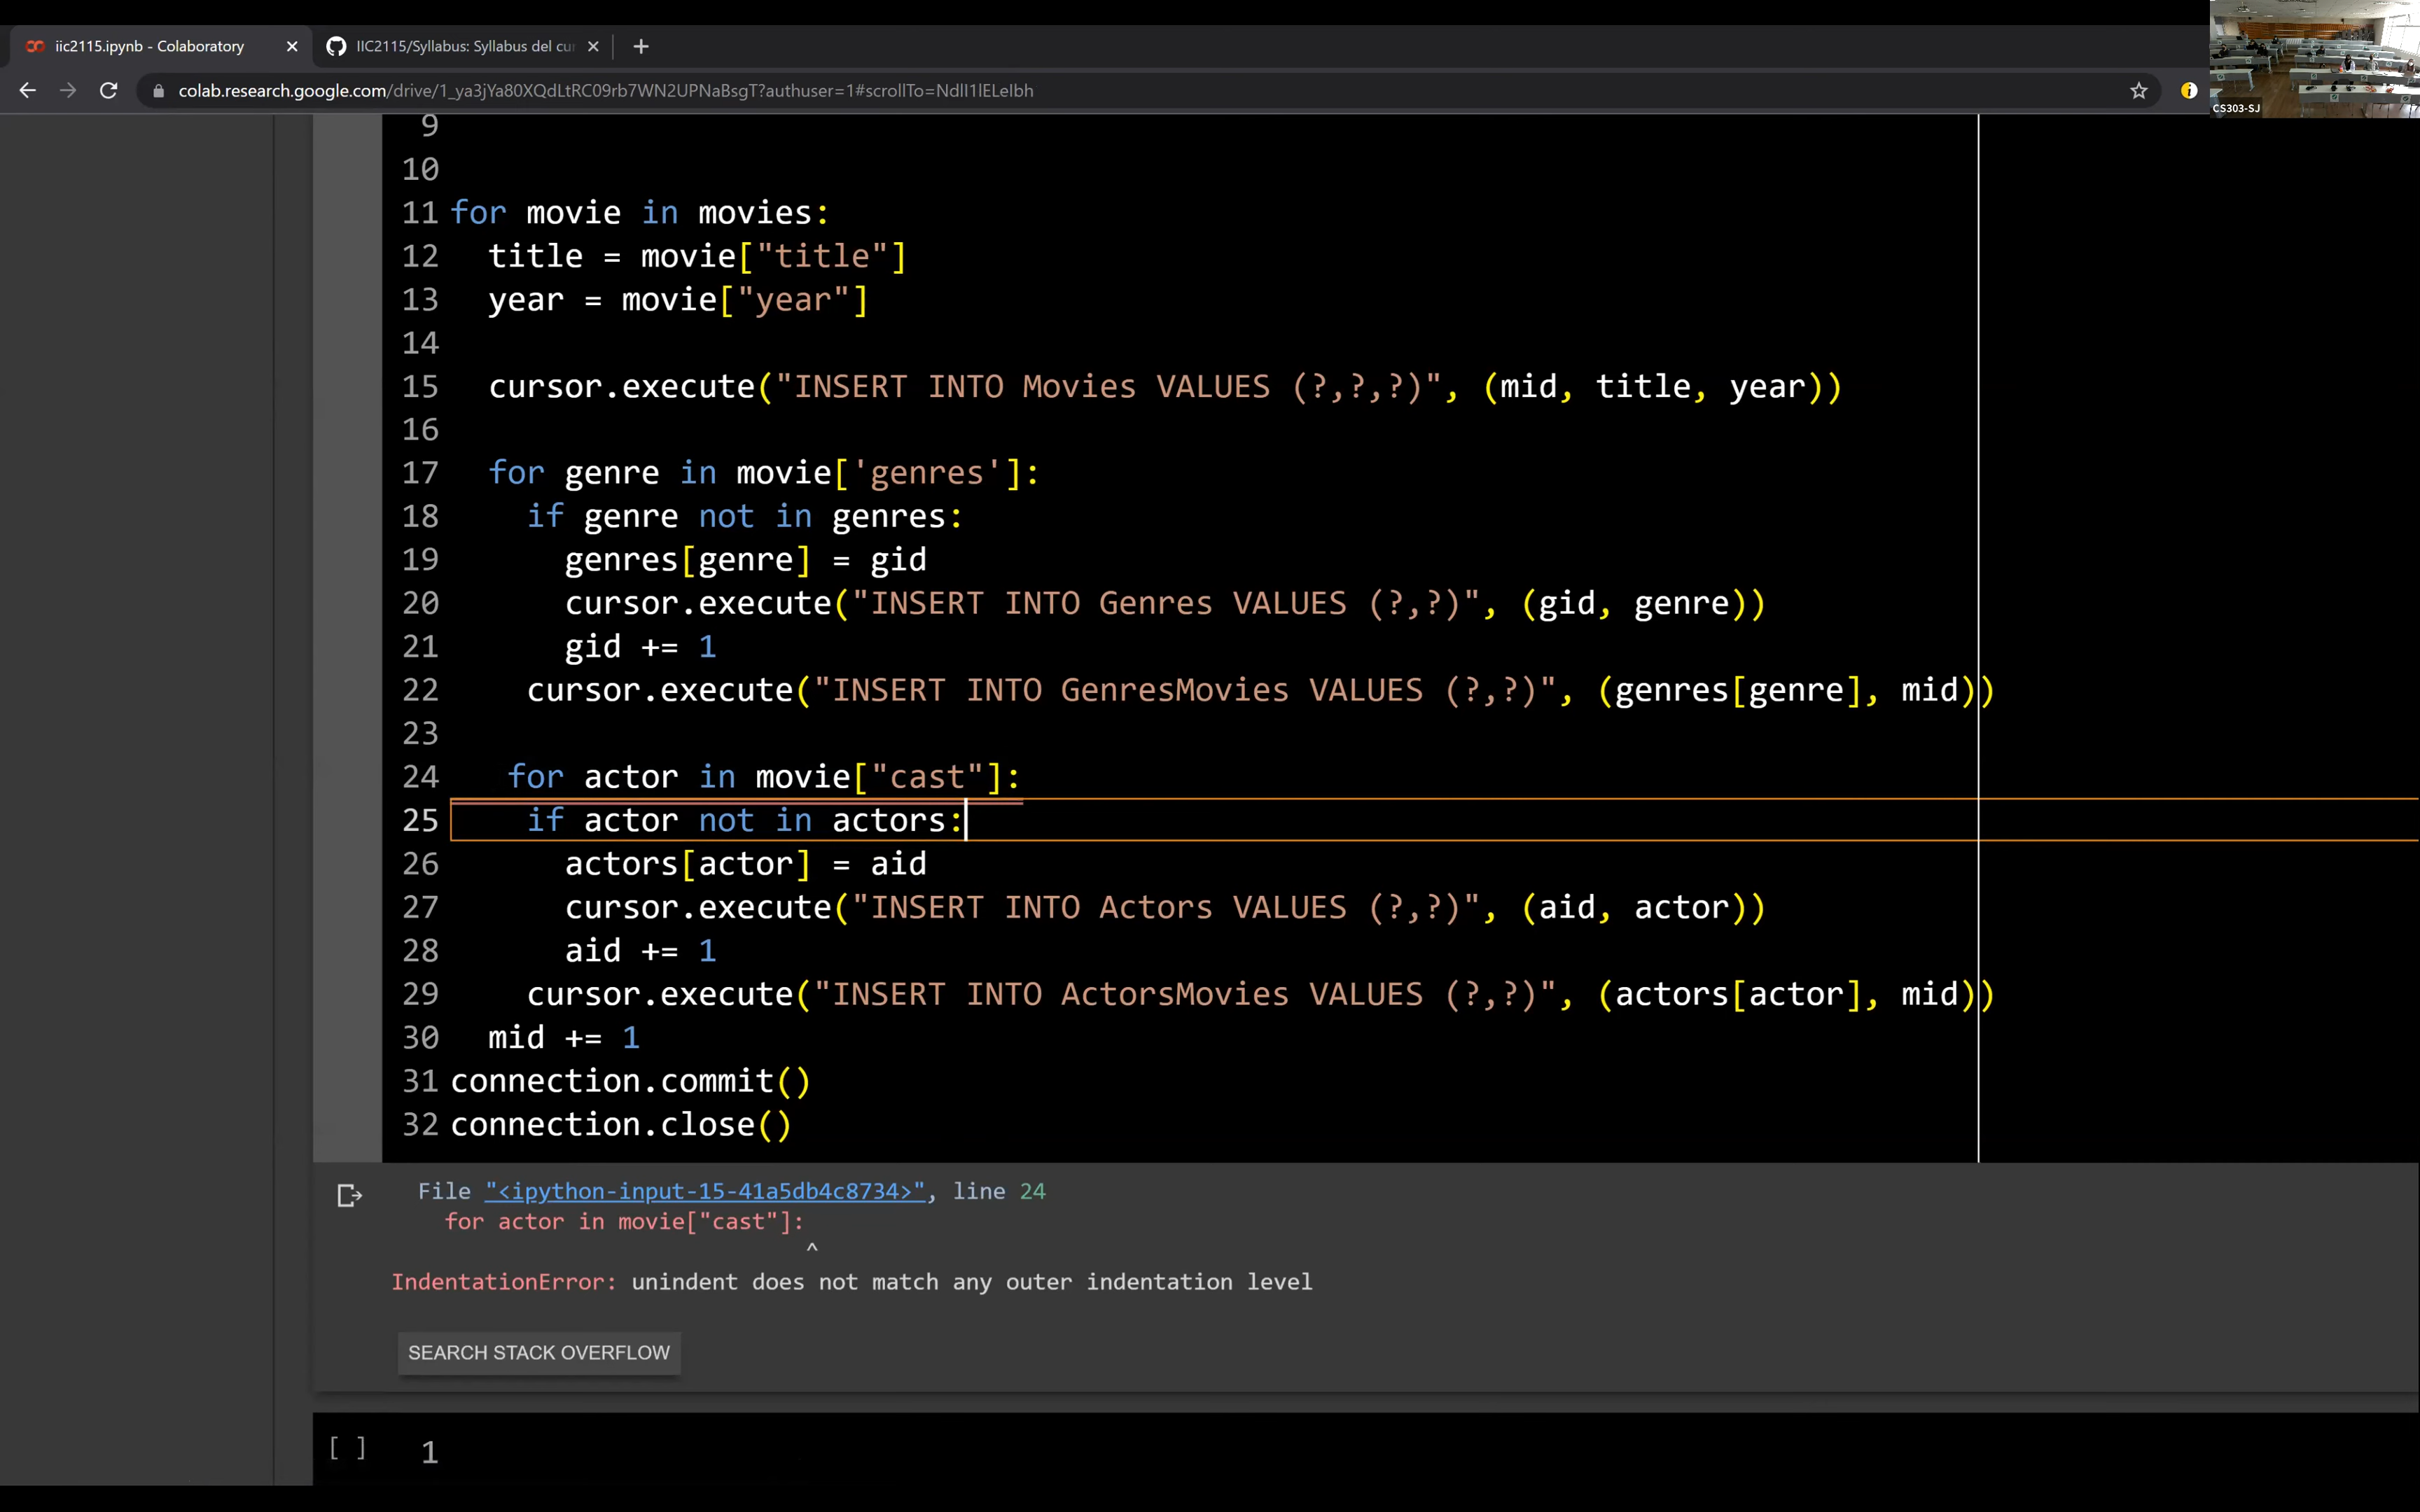 iic2115.ipynb - Colaboratory
IIC2115/Syllabus: Syllabus del cu
colab.research.google.com/drive/1_ya3jYa80XQdLtRC09rb7WN2UPNaBsgT?authuser=1#scrollTo=NdlI1lELeIbh
CS303-SJ
9
10
11 for movie in movies:
12 title = movie["title"]
13 year = movie["year"]
14
15 cursor.execute("INSERT INTO Movies VALUES (?,?,?)", (mid, title, year))
16
17 for genre in movie['genres']:
18 if genre not in genres:
19 genres[genre] = gid
20 cursor.execute("INSERT INTO Genres VALUES (?,?)", (gid, genre))
21 gid += 1
22 cursor.execute("INSERT INTO GenresMovies VALUES (?,?)", (genres[genre], mid))
23
24 for actor in movie["cast"]:
25 if actor not in actors:
26 actors[actor] = aid
27 cursor.execute("INSERT INTO Actors VALUES (?,?)", (aid, actor))
28 aid += 1
29 cursor.execute("INSERT INTO ActorsMovies VALUES (?,?)", (actors[actor], mid))
30 mid += 1
31 connection.commit()
32 connection.close()
File "<ipython-input-15-41a5db4c8734>", line 24
for actor in movie["cast"]:
^
IndentationError: unindent does not match any outer indentation level
SEARCH STACK OVERFLOW
[ ] 1